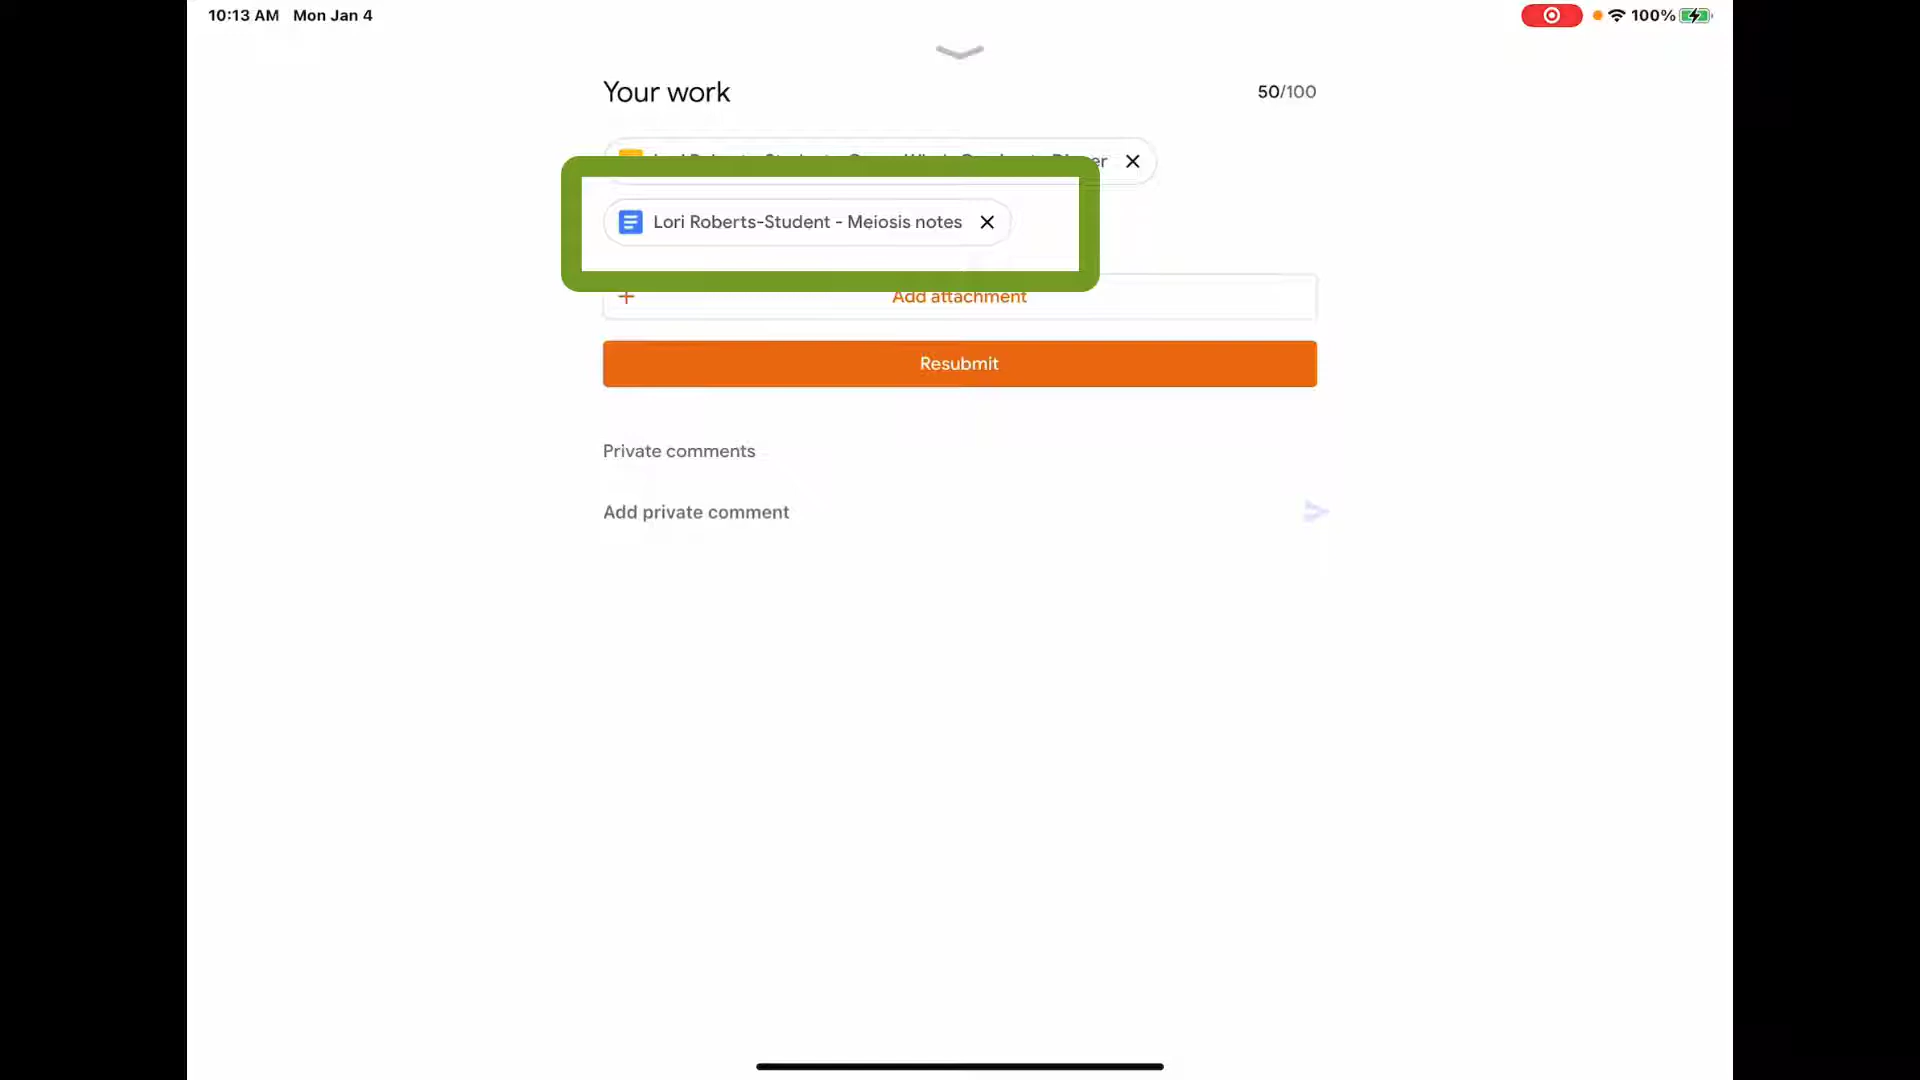 10:13 AM Mon Jan 4
100%
Your work
50/100
er
Lori Roberts-Student - Meiosis notes
Add attachment
Resubmit
Private comments
Add private comment